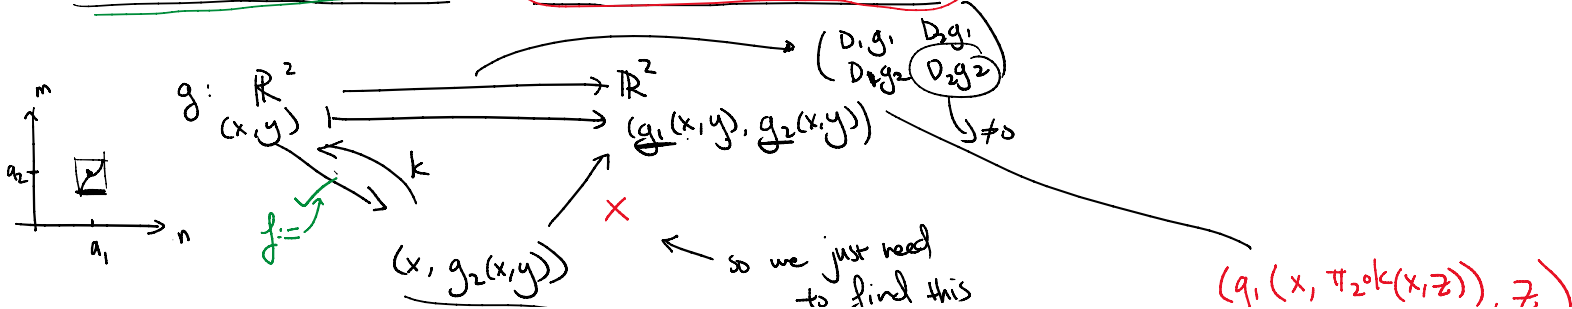 ( D₁g₁ D₂g₁
D₁g₂ D₂g₂ )
≠0
g: ℝ² → ℝ²
(x,y) ↦ (g₁(x,y), g₂(x,y))
k
f:=
m
a₂
a₁
n
(x, g₂(x,y))
×
so we just need
to find this
(g₁(x, π₂∘k(x,z)), z)